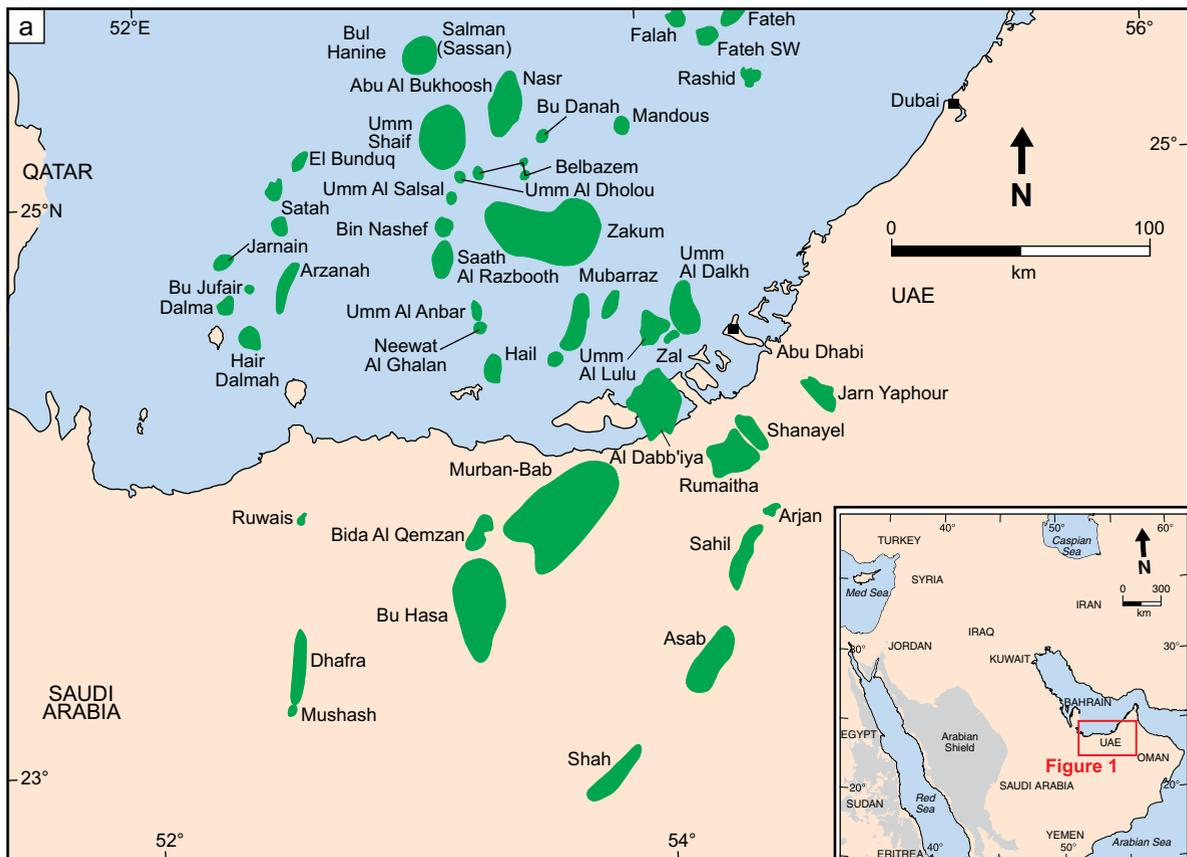 a
52°E
56°
Bul
Hanine
Salman
(Sassan)
Falah
Fateh
Fateh SW
Rashid
Abu Al Bukhoosh
Nasr
Bu Danah
Mandous
Dubai
Umm
Shaif
25°
QATAR
El Bunduq
Belbazem
Umm Al Salsal
Umm Al Dholou
25°N
Satah
N
Bin Nashef
Zakum
0
100
km
Jarnain
Saath
Al Razbooth
Umm
Al Dalkh
Arzanah
Mubarraz
Bu Jufair
UAE
Dalma
Umm Al Anbar
Neewat
Al Ghalan
Hail
Umm
Al Lulu
Zal
Abu Dhabi
Hair
Dalmah
Jarn Yaphour
Shanayel
Al Dabb'iya
Murban-Bab
Rumaitha
Ruwais
Arjan
Bida Al Qemzan
Sahil
Bu Hasa
Asab
Dhafra
SAUDI
ARABIA
Mushash
Shah
23°
52°
54°
40°
50°
60°
TURKEY
Caspian
Sea
N
SYRIA
Med Sea
0
300
km
IRAN
IRAQ
30°
JORDAN
30°
KUWAIT
BAHRAIN
EGYPT
Arabian
Shield
UAE
OMAN
Figure 1
SAUDI ARABIA
20°
20°
SUDAN
Red
Sea
YEMEN
Arabian Sea
40°
50°
ERITREA